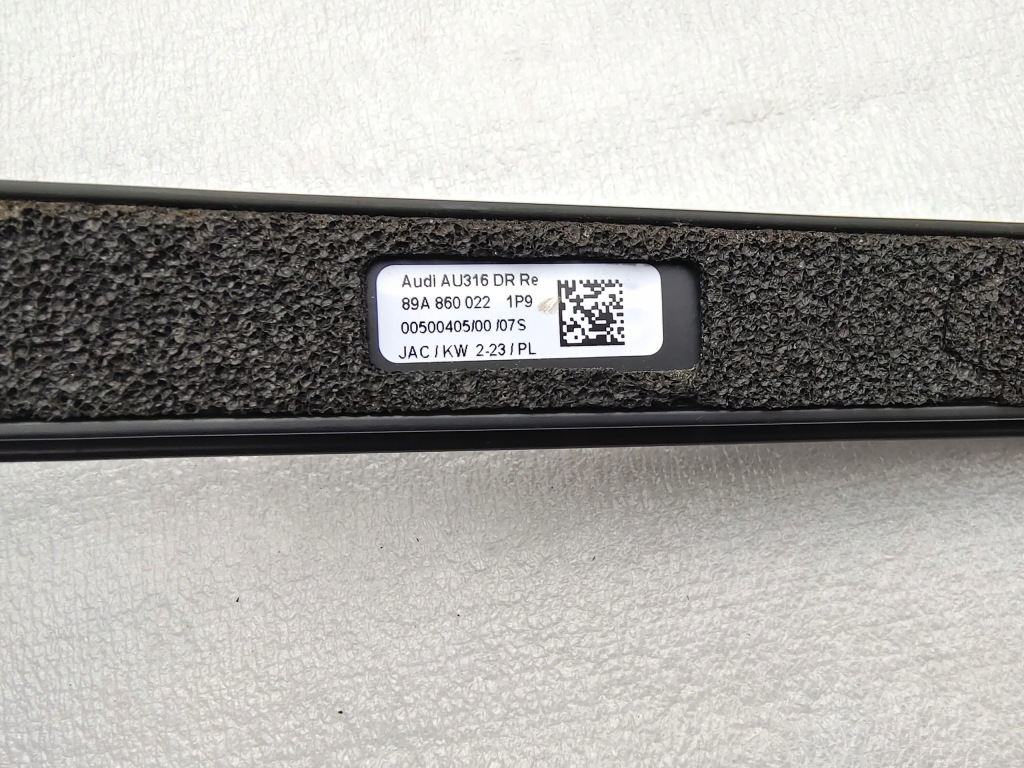 Audi AU316 DR Re
89A 860 022 1P9
00500405/00 /07S
JAC / KW 2-23 / PL